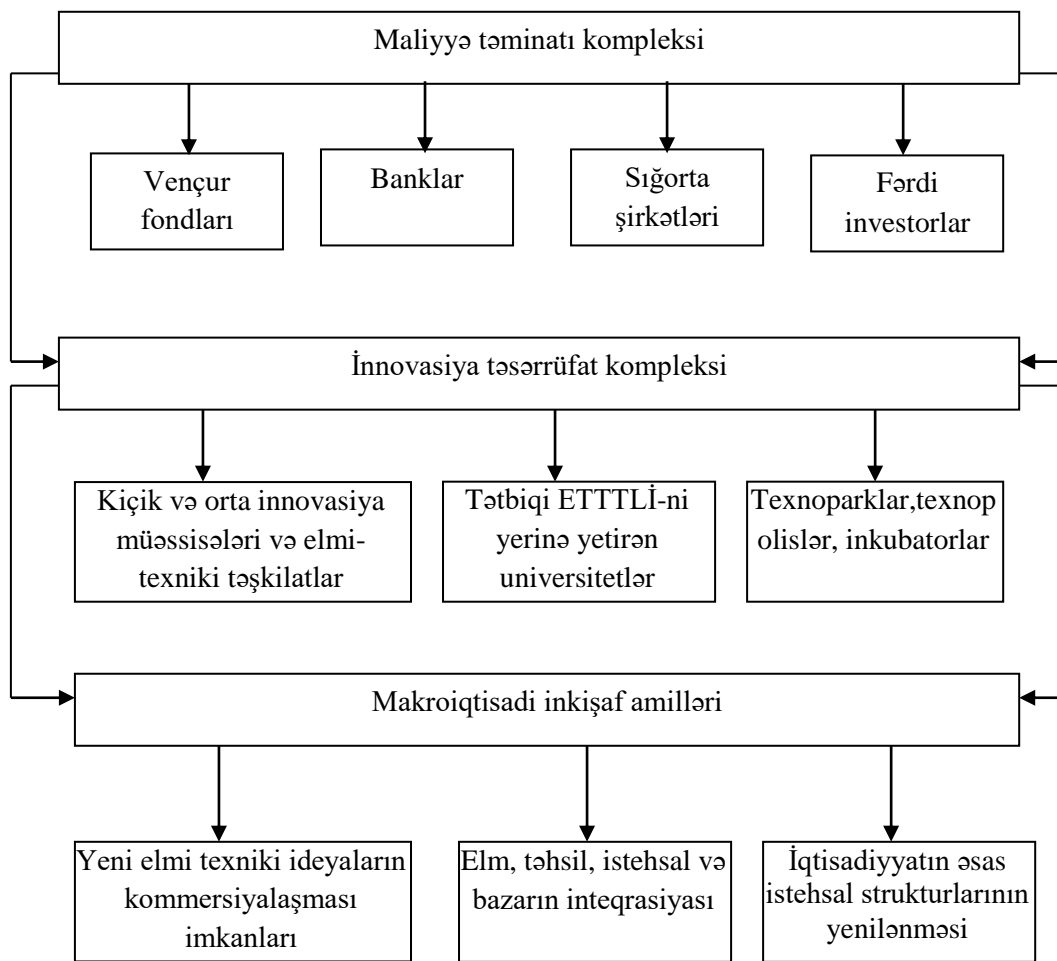 Maliyyə təminatı kompleksi
Vençur
fondları
Banklar
Sığorta
şirkətləri
Fərdi
investorlar
İnnovasiya təsərrüfat kompleksi
Kiçik və orta innovasiya
müəssisələri və elmi-
texniki təşkilatlar
Tətbiqi ETTTLİ-ni
yerinə yetirən
universitetlər
Texnoparklar,texnop
olislər, inkubatorlar
Makroiqtisadi inkişaf amilləri
Yeni elmi texniki ideyaların
kommersiyalaşması
imkanları
Elm, təhsil, istehsal və
bazarın inteqrasiyası
İqtisadiyyatın əsas
istehsal strukturlarının
yenilənməsi